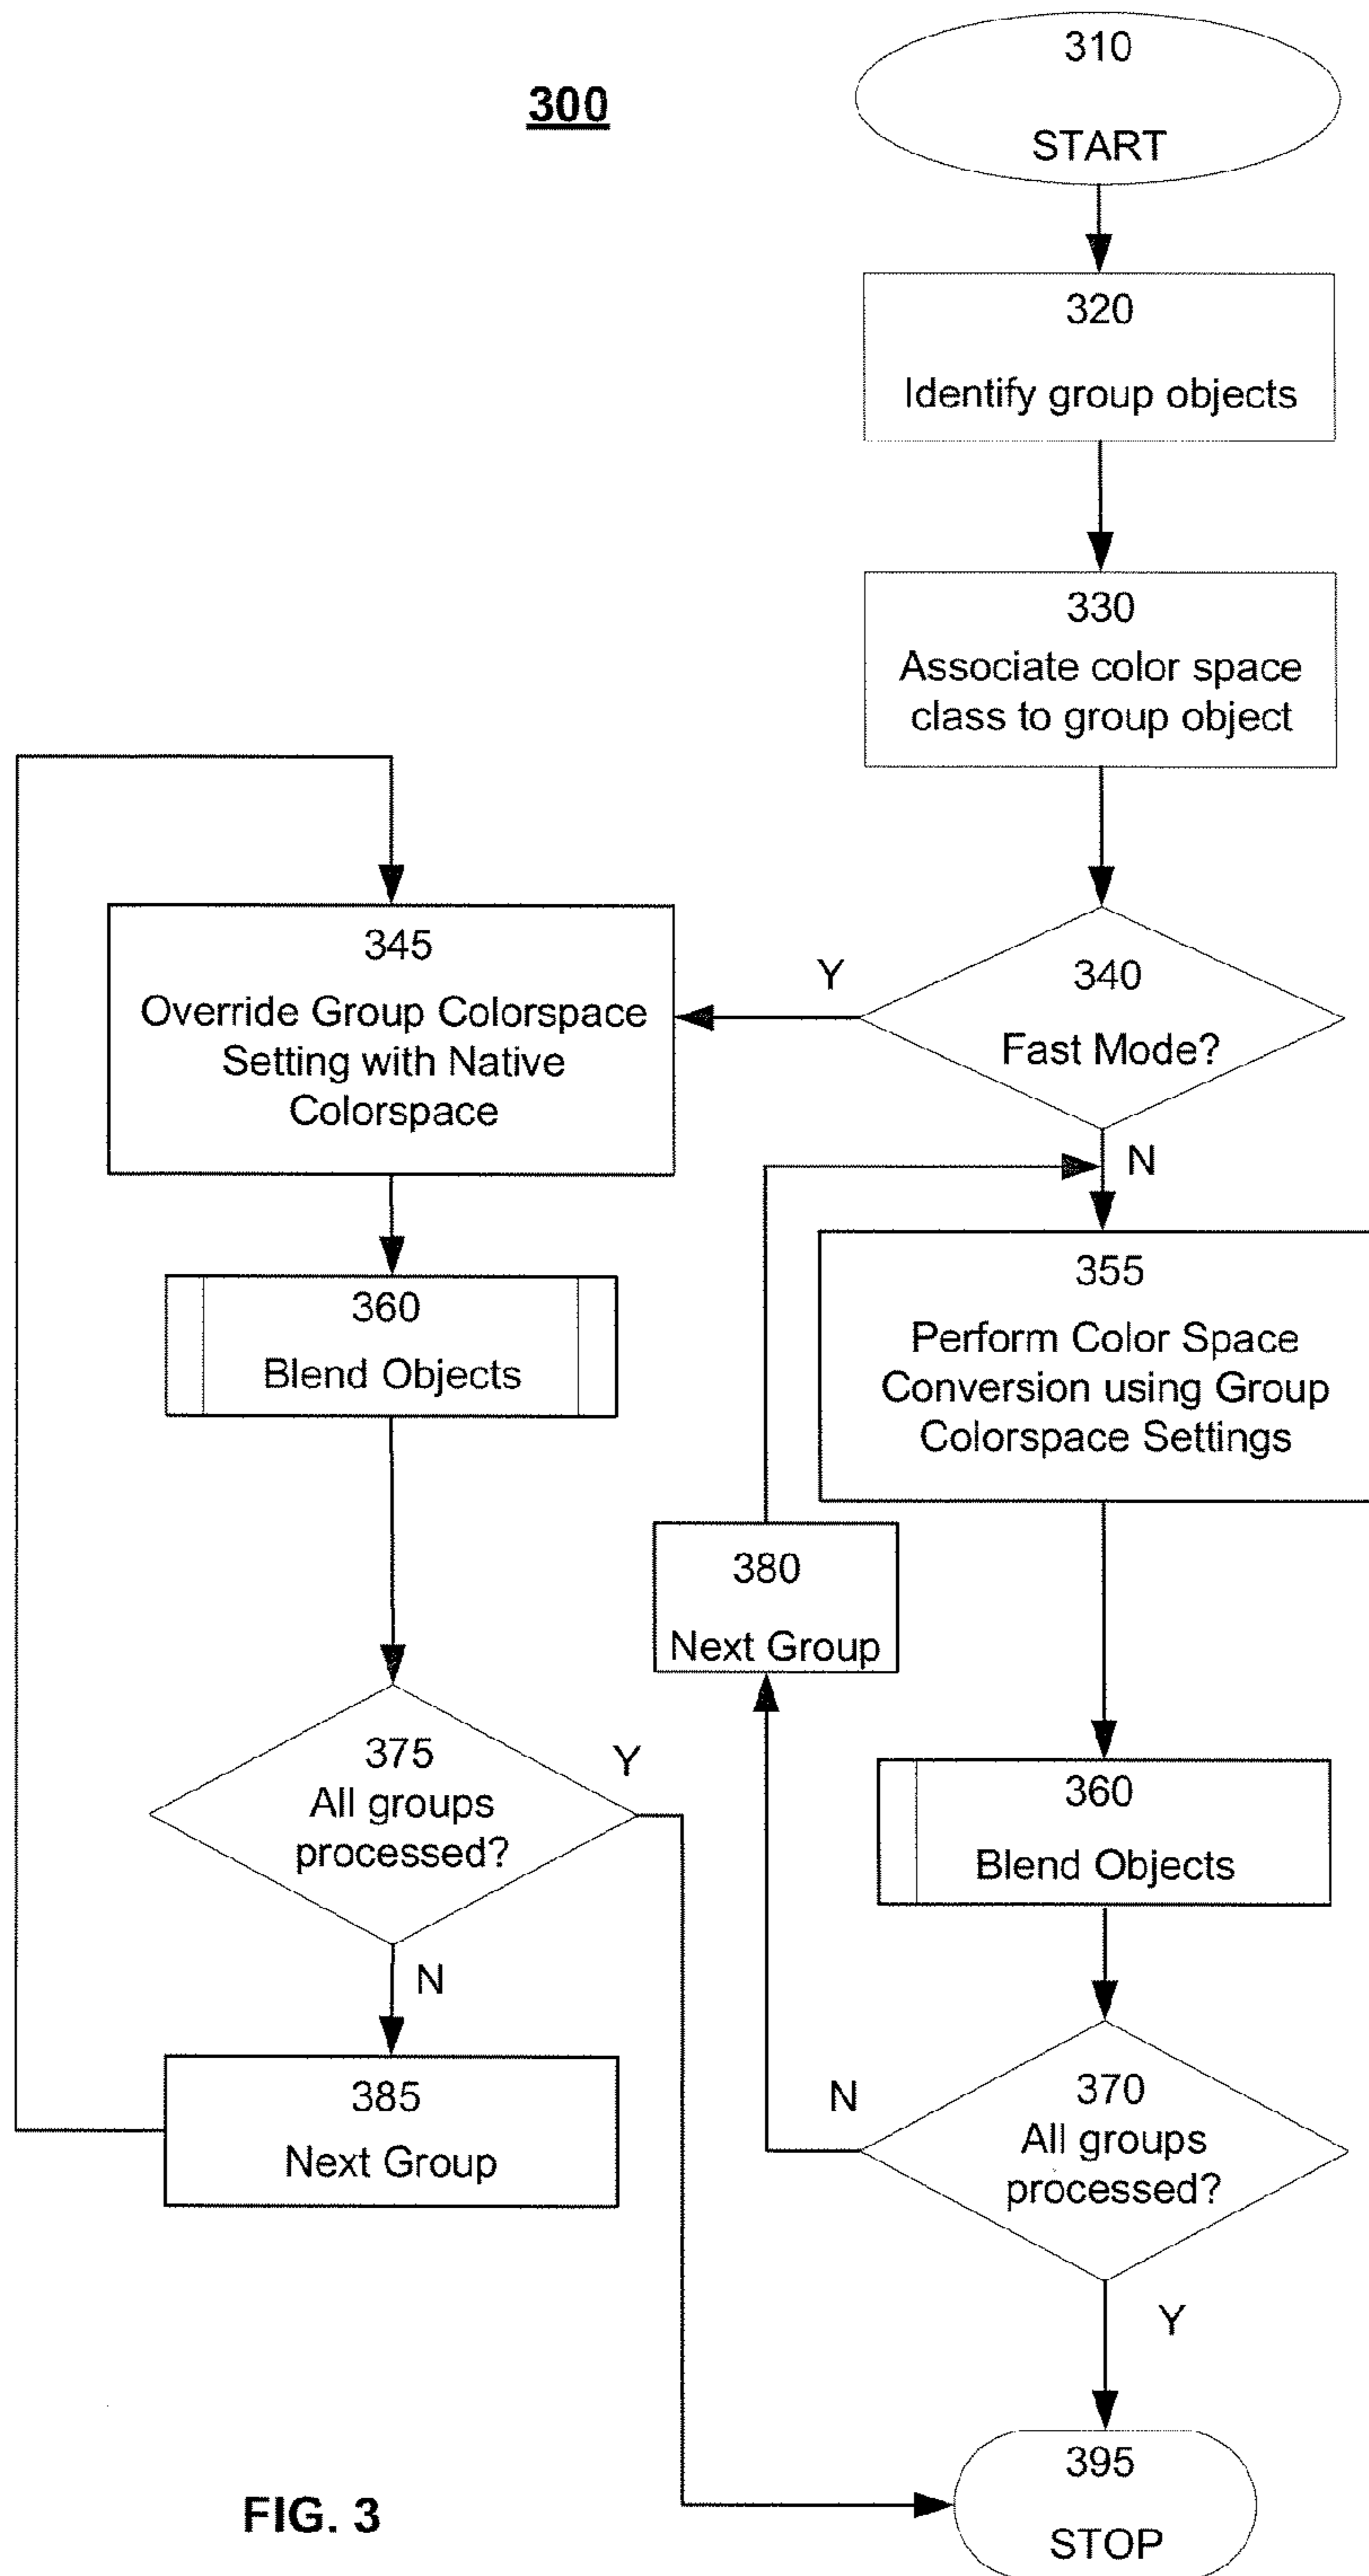 300
310
START
320
Identify group objects
330
Associate color space
class to group object
340
Fast Mode?
Y
N
345
Override Group Colorspace
Setting with Native
Colorspace
360
Blend Objects
355
Perform Color Space
Conversion using Group
Colorspace Settings
380
Next Group
375
All groups
processed?
Y
N
385
Next Group
360
Blend Objects
370
All groups
processed?
N
Y
395
STOP
FIG. 3